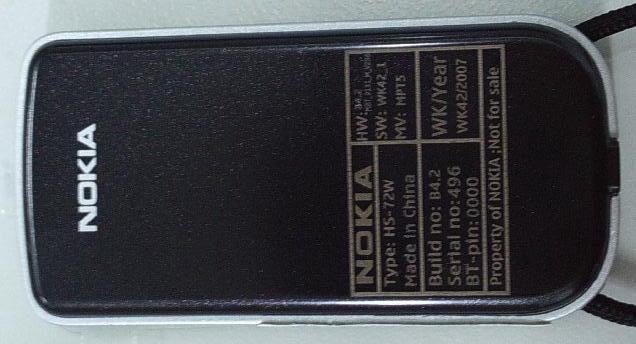 NOKIA
NOKIA
Type: HS-72W
Made in China
HW: B4.2
SW: WK42_1
MV: MPT5
Build no: B4.2
Serial no: 496
BT-pin: 0000
WK/Year
WK42/2007
Property of NOKIA ;Not for sale